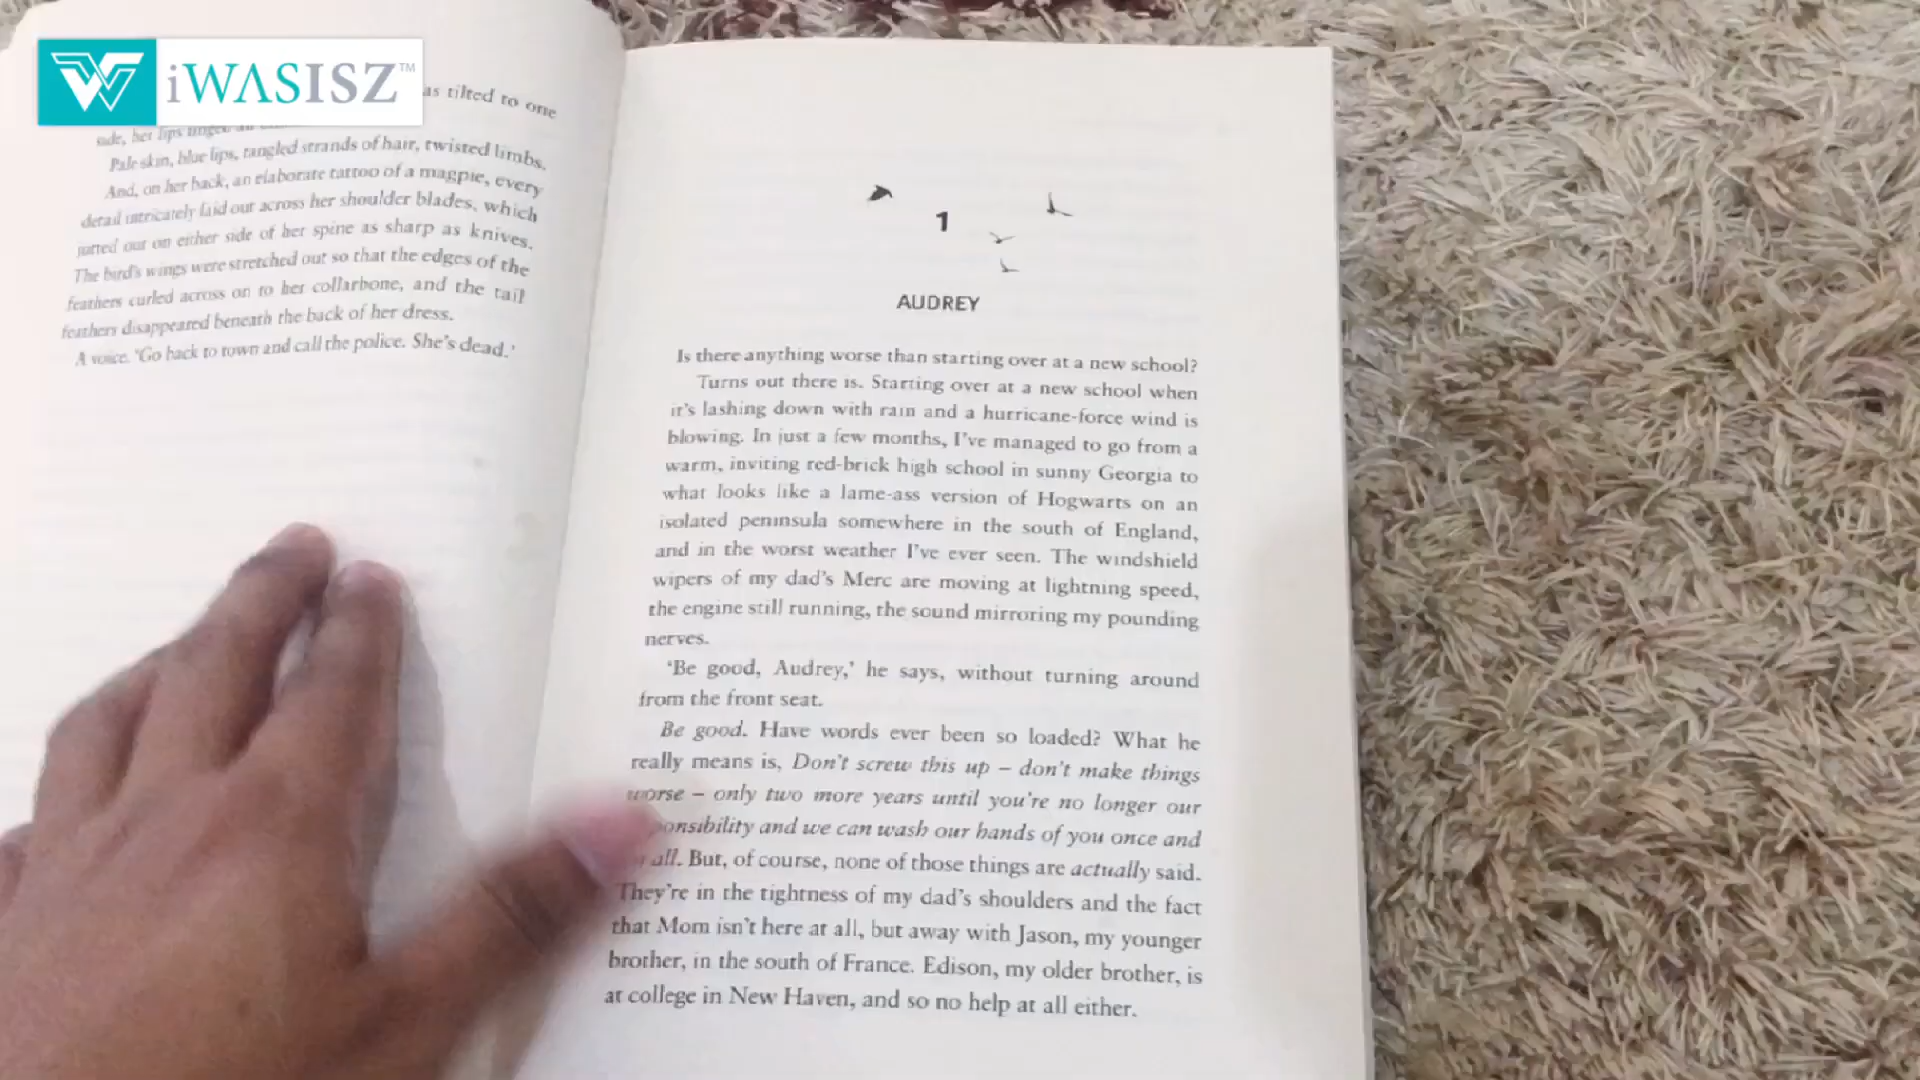 iWASISZ™
as tilted to one
side, her lips tinged
Pale skin, blue lips, tangled strands of hair, twisted limbs.
And, on her back, an elaborate tattoo of a magpie, every
detail intricately laid out across her shoulder blades, which
jutted out on either side of her spine as sharp as knives.
The bird's wings were stretched out so that the edges of the
feathers curled across on to her collarbone, and the tail
feathers disappeared beneath the back of her dress.
A voice. 'Go back to town and call the police. She's dead.'
1
AUDREY
Is there anything worse than starting over at a new school?
Turns out there is. Starting over at a new school when
it's lashing down with rain and a hurricane-force wind is
blowing. In just a few months, I've managed to go from a
warm, inviting red-brick high school in sunny Georgia to
what looks like a lame-ass version of Hogwarts on an
isolated peninsula somewhere in the south of England,
and in the worst weather I've ever seen. The windshield
wipers of my dad's Merc are moving at lightning speed,
the engine still running, the sound mirroring my pounding
nerves.
'Be good, Audrey,' he says, without turning around
from the front seat.
Be good. Have words ever been so loaded? What he
really means is, Don't screw this up – don't make things
worse – only two more years until you're no longer our
ponsibility and we can wash our hands of you once and
all. But, of course, none of those things are actually said.
They're in the tightness of my dad's shoulders and the fact
that Mom isn't here at all, but away with Jason, my younger
brother, in the south of France. Edison, my older brother, is
at college in New Haven, and so no help at all either.